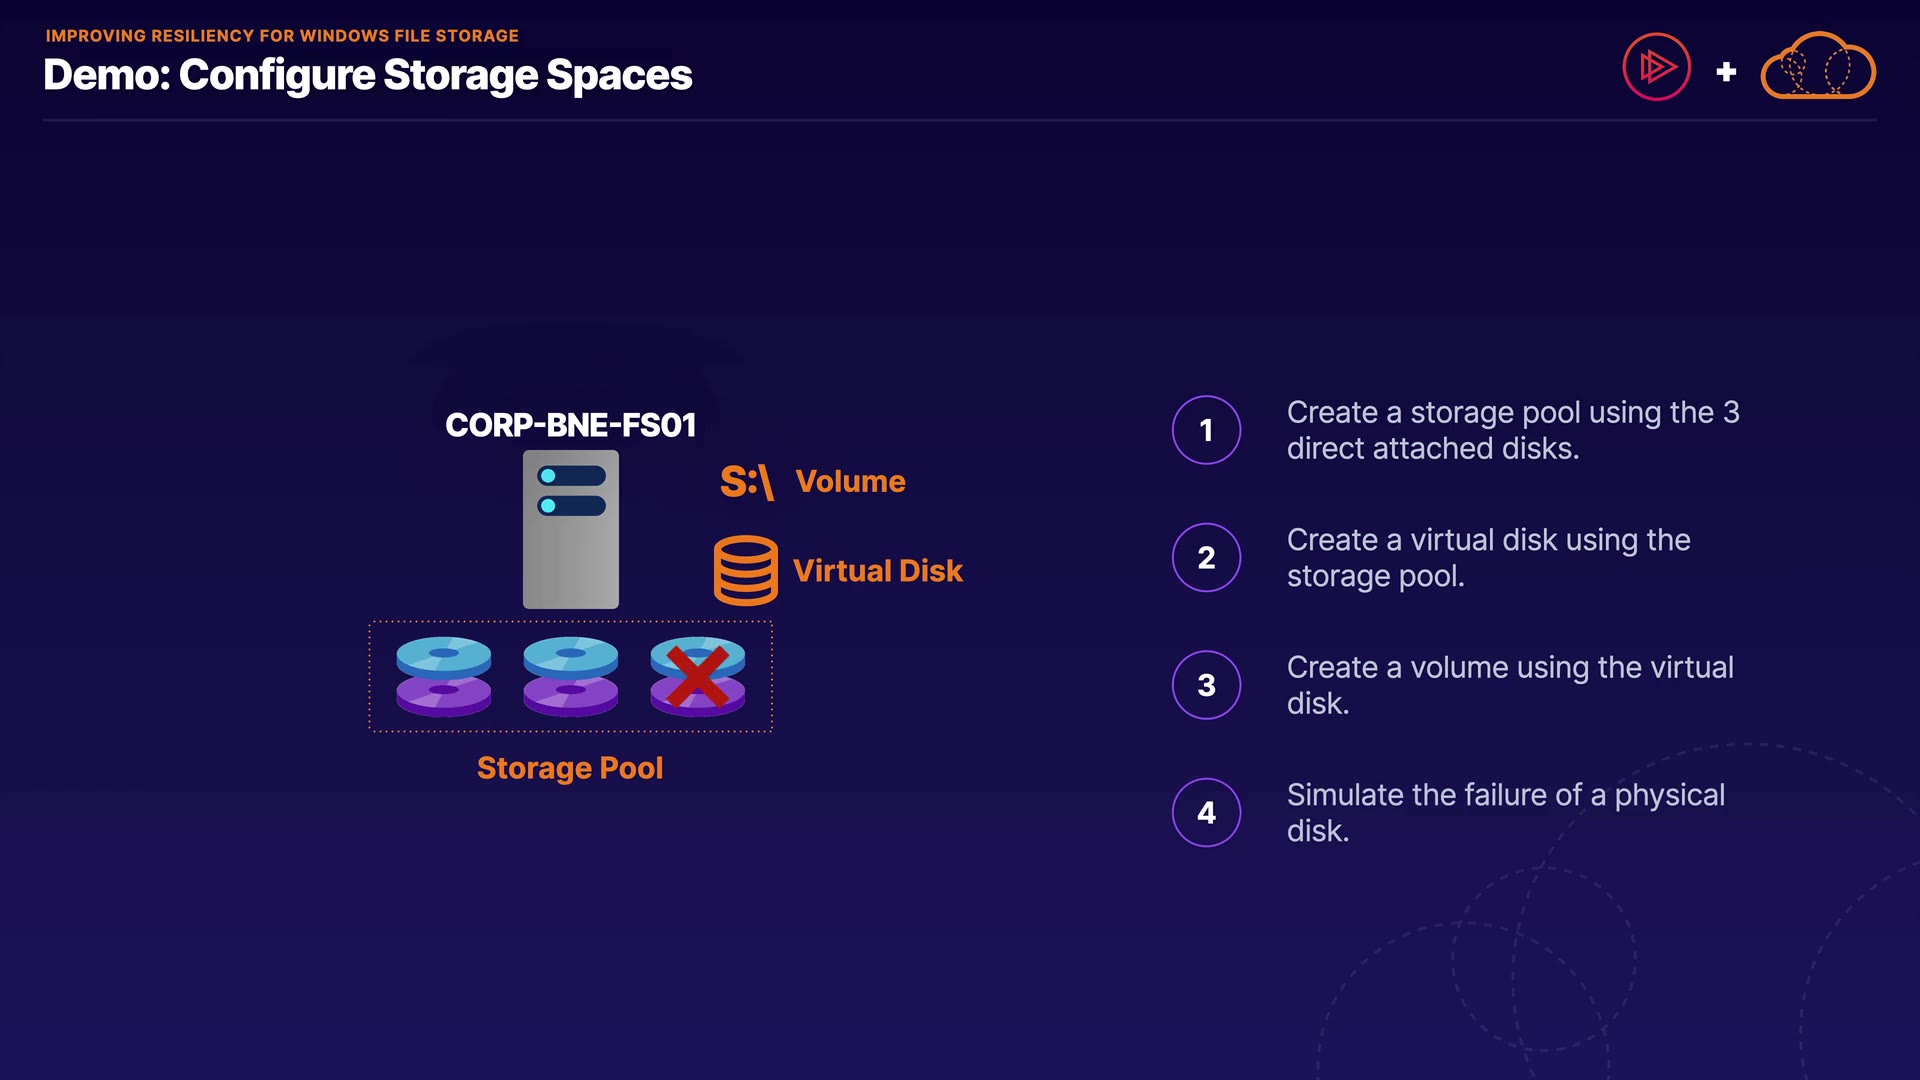 IMPROVING RESILIENCY FOR WINDOWS FILE STORAGE
Demo: Configure Storage Spaces
CORP-BNE-FS01
S:\ Volume
Virtual Disk
Storage Pool
1 Create a storage pool using the 3
direct attached disks.
2 Create a virtual disk using the
storage pool.
3 Create a volume using the virtual
disk.
4 Simulate the failure of a physical
disk.